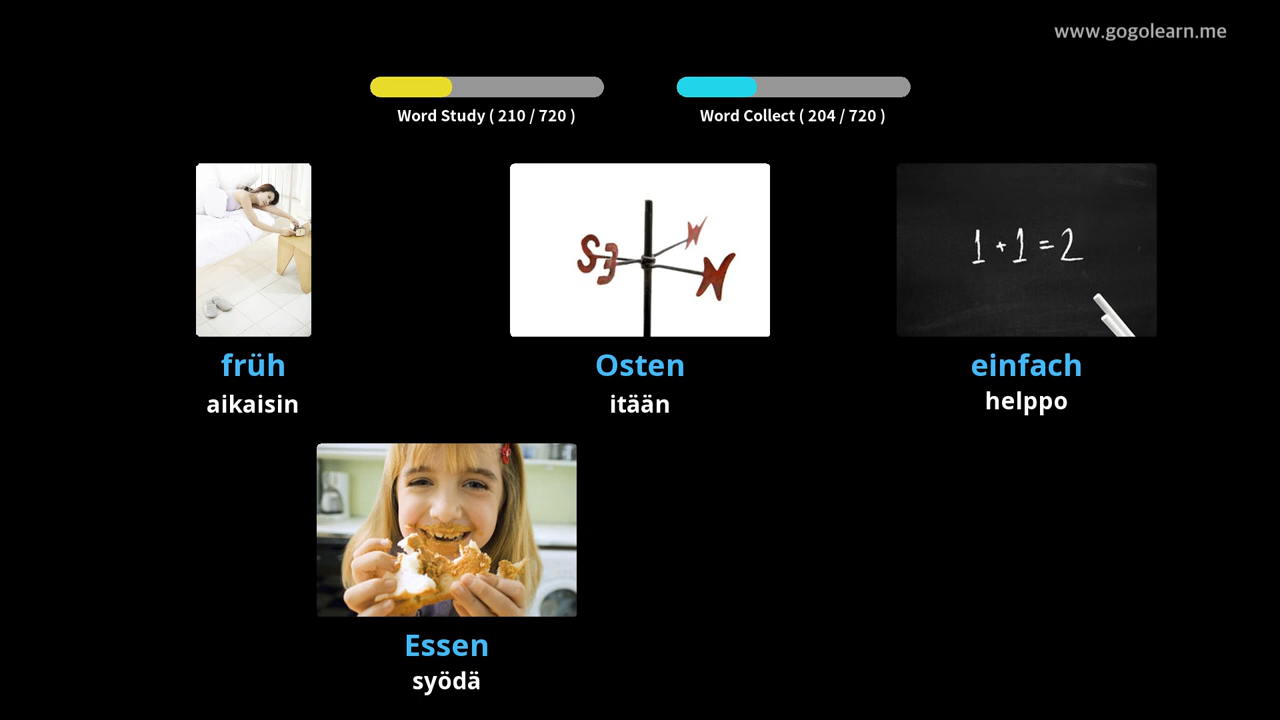 www.gogolearn.me
Word Study ( 210 / 720 )
Word Collect ( 204 / 720 )
S E N W
1 + 1 = 2
früh
aikaisin
Osten
itään
einfach
helppo
Essen
syödä